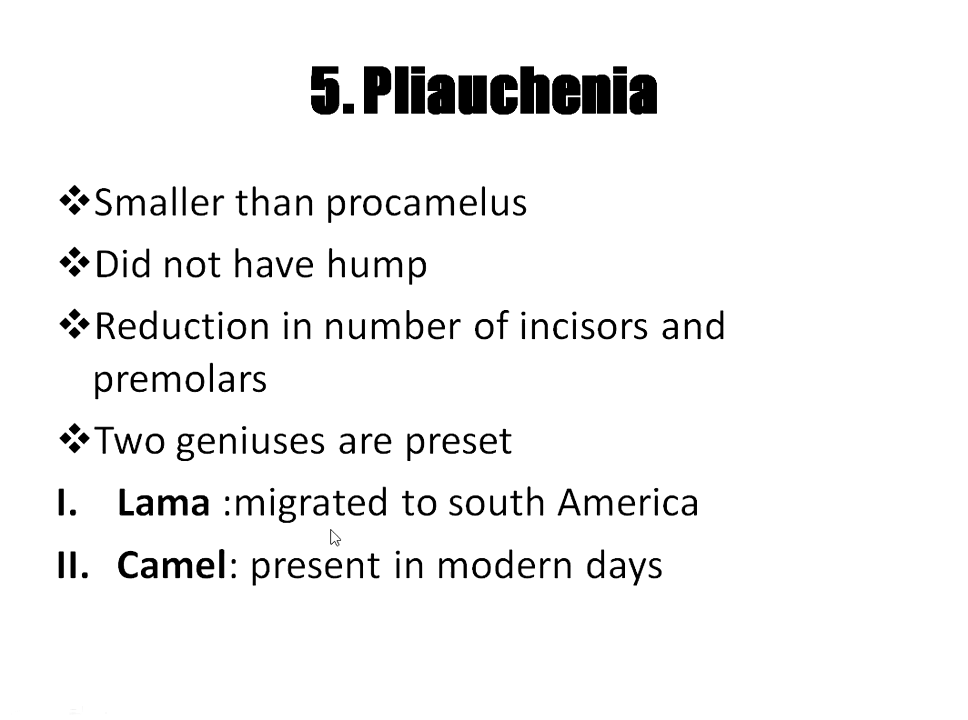 5. Pliauchenia
❖Smaller than procamelus
❖Did not have hump
❖Reduction in number of incisors and
premolars
❖Two geniuses are preset
I. Lama :migrated to south America
II. Camel: present in modern days